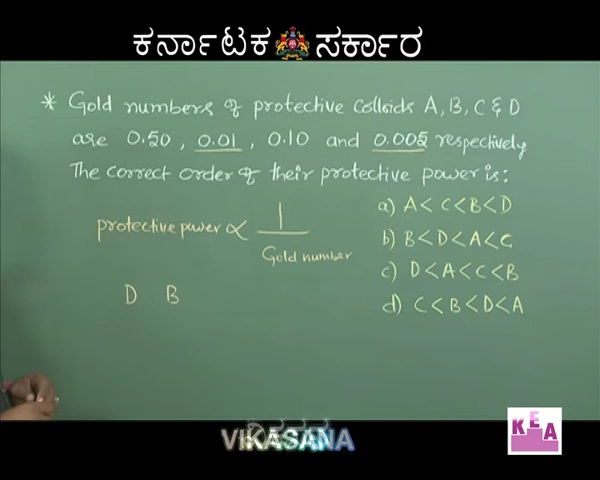 ಕರ್ನಾಟಕ ಸರ್ಕಾರ
* Gold numbers of protective colloids A, B, C & D
are 0.50, 0.01, 0.10 and 0.005 respectively
The correct order of their protective power is:
protective power ∝ 1 / Gold number
a) A < C < B < D
b) B < D < A < C
c) D < A < C < B
d) C < B < D < A
D B
VIKASANA
KEA